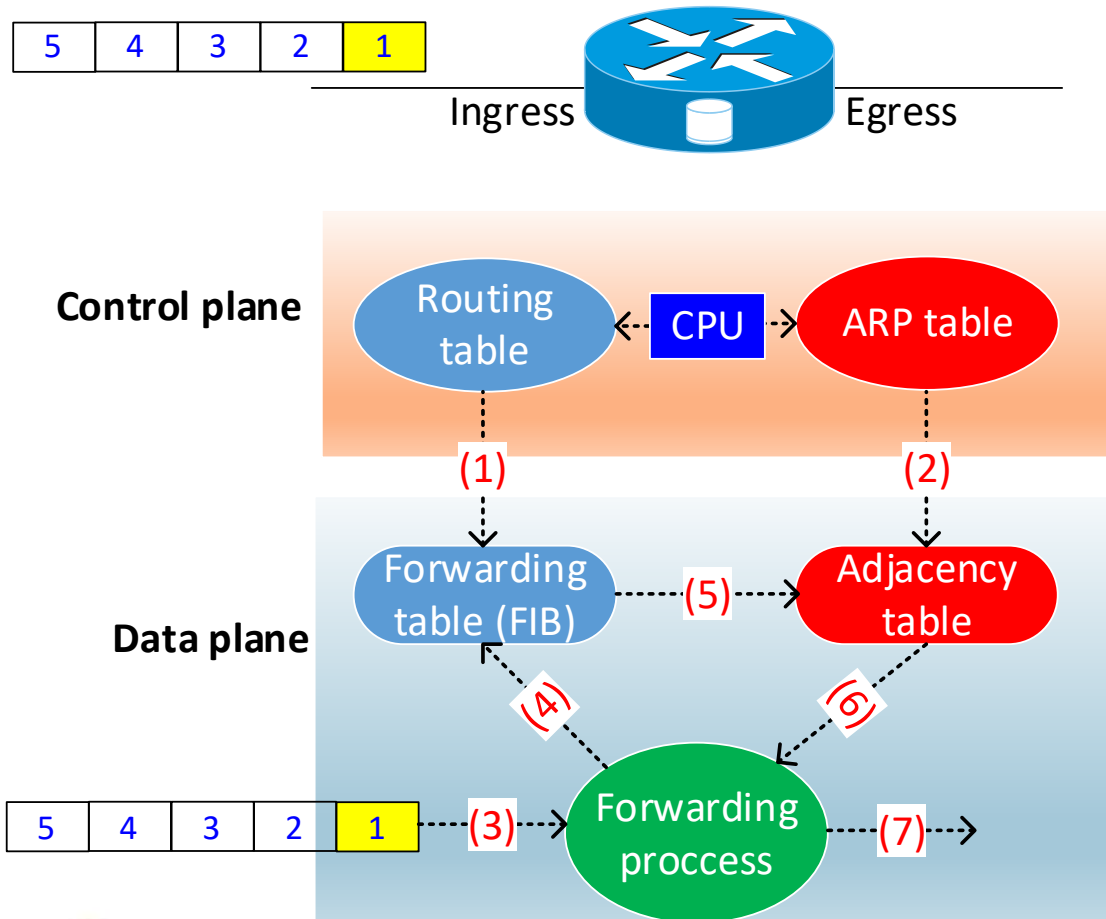 5 4 3 2 1
Ingress Egress
Control plane
Routing
table
CPU
ARP table
(1)
(2)
Data plane
Forwarding
table (FIB)
(5)
Adjacency
table
(4)
(6)
5 4 3 2 1
(3)
Forwarding
proccess
(7)